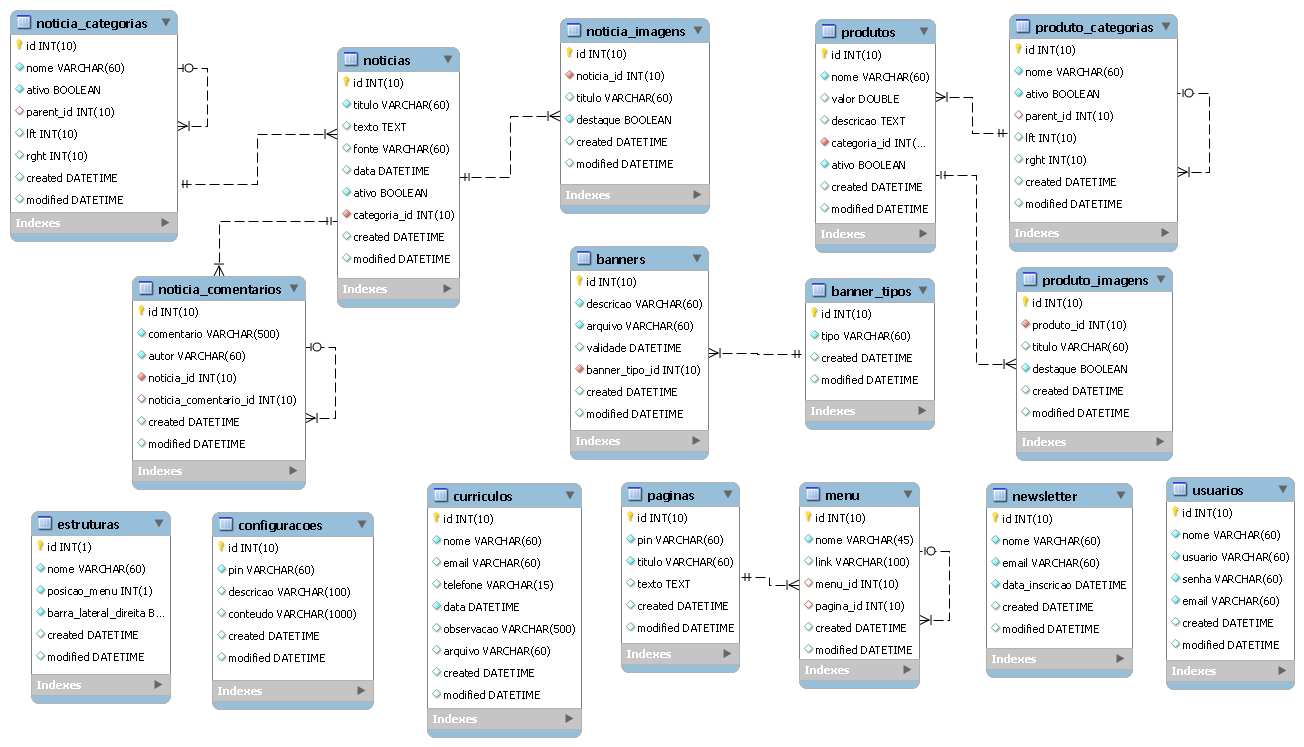 noticia_categorias
id INT(10)
nome VARCHAR(60)
ativo BOOLEAN
parent_id INT(10)
lft INT(10)
rght INT(10)
created DATETIME
modified DATETIME
Indexes
noticias
id INT(10)
titulo VARCHAR(60)
texto TEXT
fonte VARCHAR(60)
data DATETIME
ativo BOOLEAN
categoria_id INT(10)
created DATETIME
modified DATETIME
Indexes
noticia_imagens
id INT(10)
noticia_id INT(10)
titulo VARCHAR(60)
destaque BOOLEAN
created DATETIME
modified DATETIME
Indexes
produtos
id INT(10)
nome VARCHAR(60)
valor DOUBLE
descricao TEXT
categoria_id INT(...
ativo BOOLEAN
created DATETIME
modified DATETIME
Indexes
produto_categorias
id INT(10)
nome VARCHAR(60)
ativo BOOLEAN
parent_id INT(10)
lft INT(10)
rght INT(10)
created DATETIME
modified DATETIME
Indexes
noticia_comentarios
id INT(10)
comentario VARCHAR(500)
autor VARCHAR(60)
noticia_id INT(10)
noticia_comentario_id INT(10)
created DATETIME
modified DATETIME
Indexes
banners
id INT(10)
descricao VARCHAR(60)
arquivo VARCHAR(60)
validade DATETIME
banner_tipo_id INT(10)
created DATETIME
modified DATETIME
Indexes
banner_tipos
id INT(10)
tipo VARCHAR(60)
created DATETIME
modified DATETIME
Indexes
produto_imagens
id INT(10)
produto_id INT(10)
titulo VARCHAR(60)
destaque BOOLEAN
created DATETIME
modified DATETIME
Indexes
estruturas
id INT(1)
nome VARCHAR(60)
posicao_menu INT(1)
barra_lateral_direita B...
created DATETIME
modified DATETIME
Indexes
configuracoes
id INT(10)
pin VARCHAR(60)
descricao VARCHAR(100)
conteudo VARCHAR(1000)
created DATETIME
modified DATETIME
Indexes
curriculos
id INT(10)
nome VARCHAR(60)
email VARCHAR(60)
telefone VARCHAR(15)
data DATETIME
observacao VARCHAR(500)
arquivo VARCHAR(60)
created DATETIME
modified DATETIME
Indexes
paginas
id INT(10)
pin VARCHAR(60)
titulo VARCHAR(60)
texto TEXT
created DATETIME
modified DATETIME
Indexes
menu
id INT(10)
nome VARCHAR(45)
link VARCHAR(100)
menu_id INT(10)
pagina_id INT(10)
created DATETIME
modified DATETIME
Indexes
newsletter
id INT(10)
nome VARCHAR(60)
email VARCHAR(60)
data_inscricao DATETIME
created DATETIME
modified DATETIME
Indexes
usuarios
id INT(10)
nome VARCHAR(60)
usuario VARCHAR(60)
senha VARCHAR(60)
email VARCHAR(60)
created DATETIME
modified DATETIME
Indexes